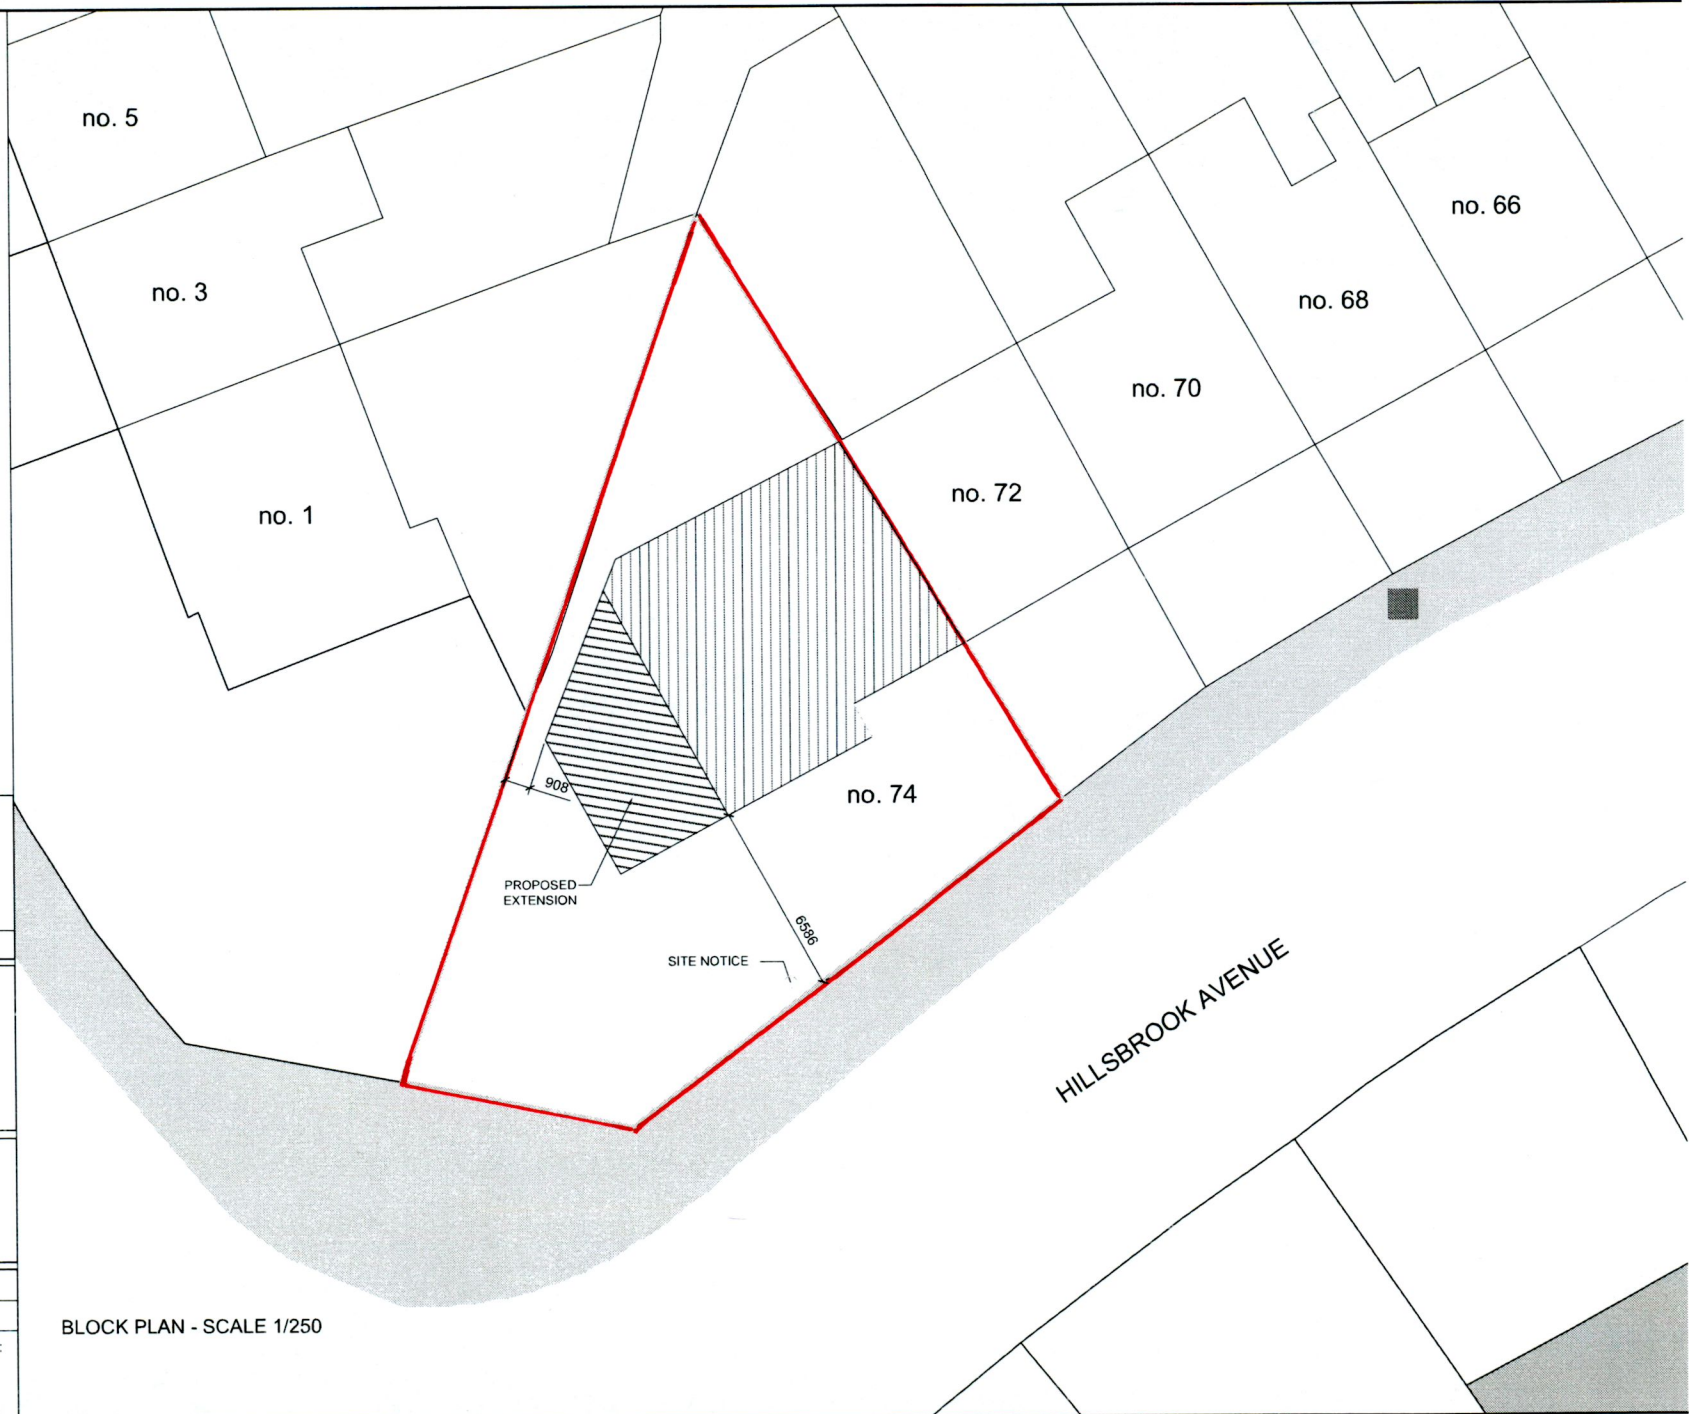 no. 5
no. 3
no. 1
no. 66
no. 68
no. 70
no. 72
no. 74
908
PROPOSED
EXTENSION
6586
SITE NOTICE
HILLSBROOK AVENUE
BLOCK PLAN - SCALE 1/250